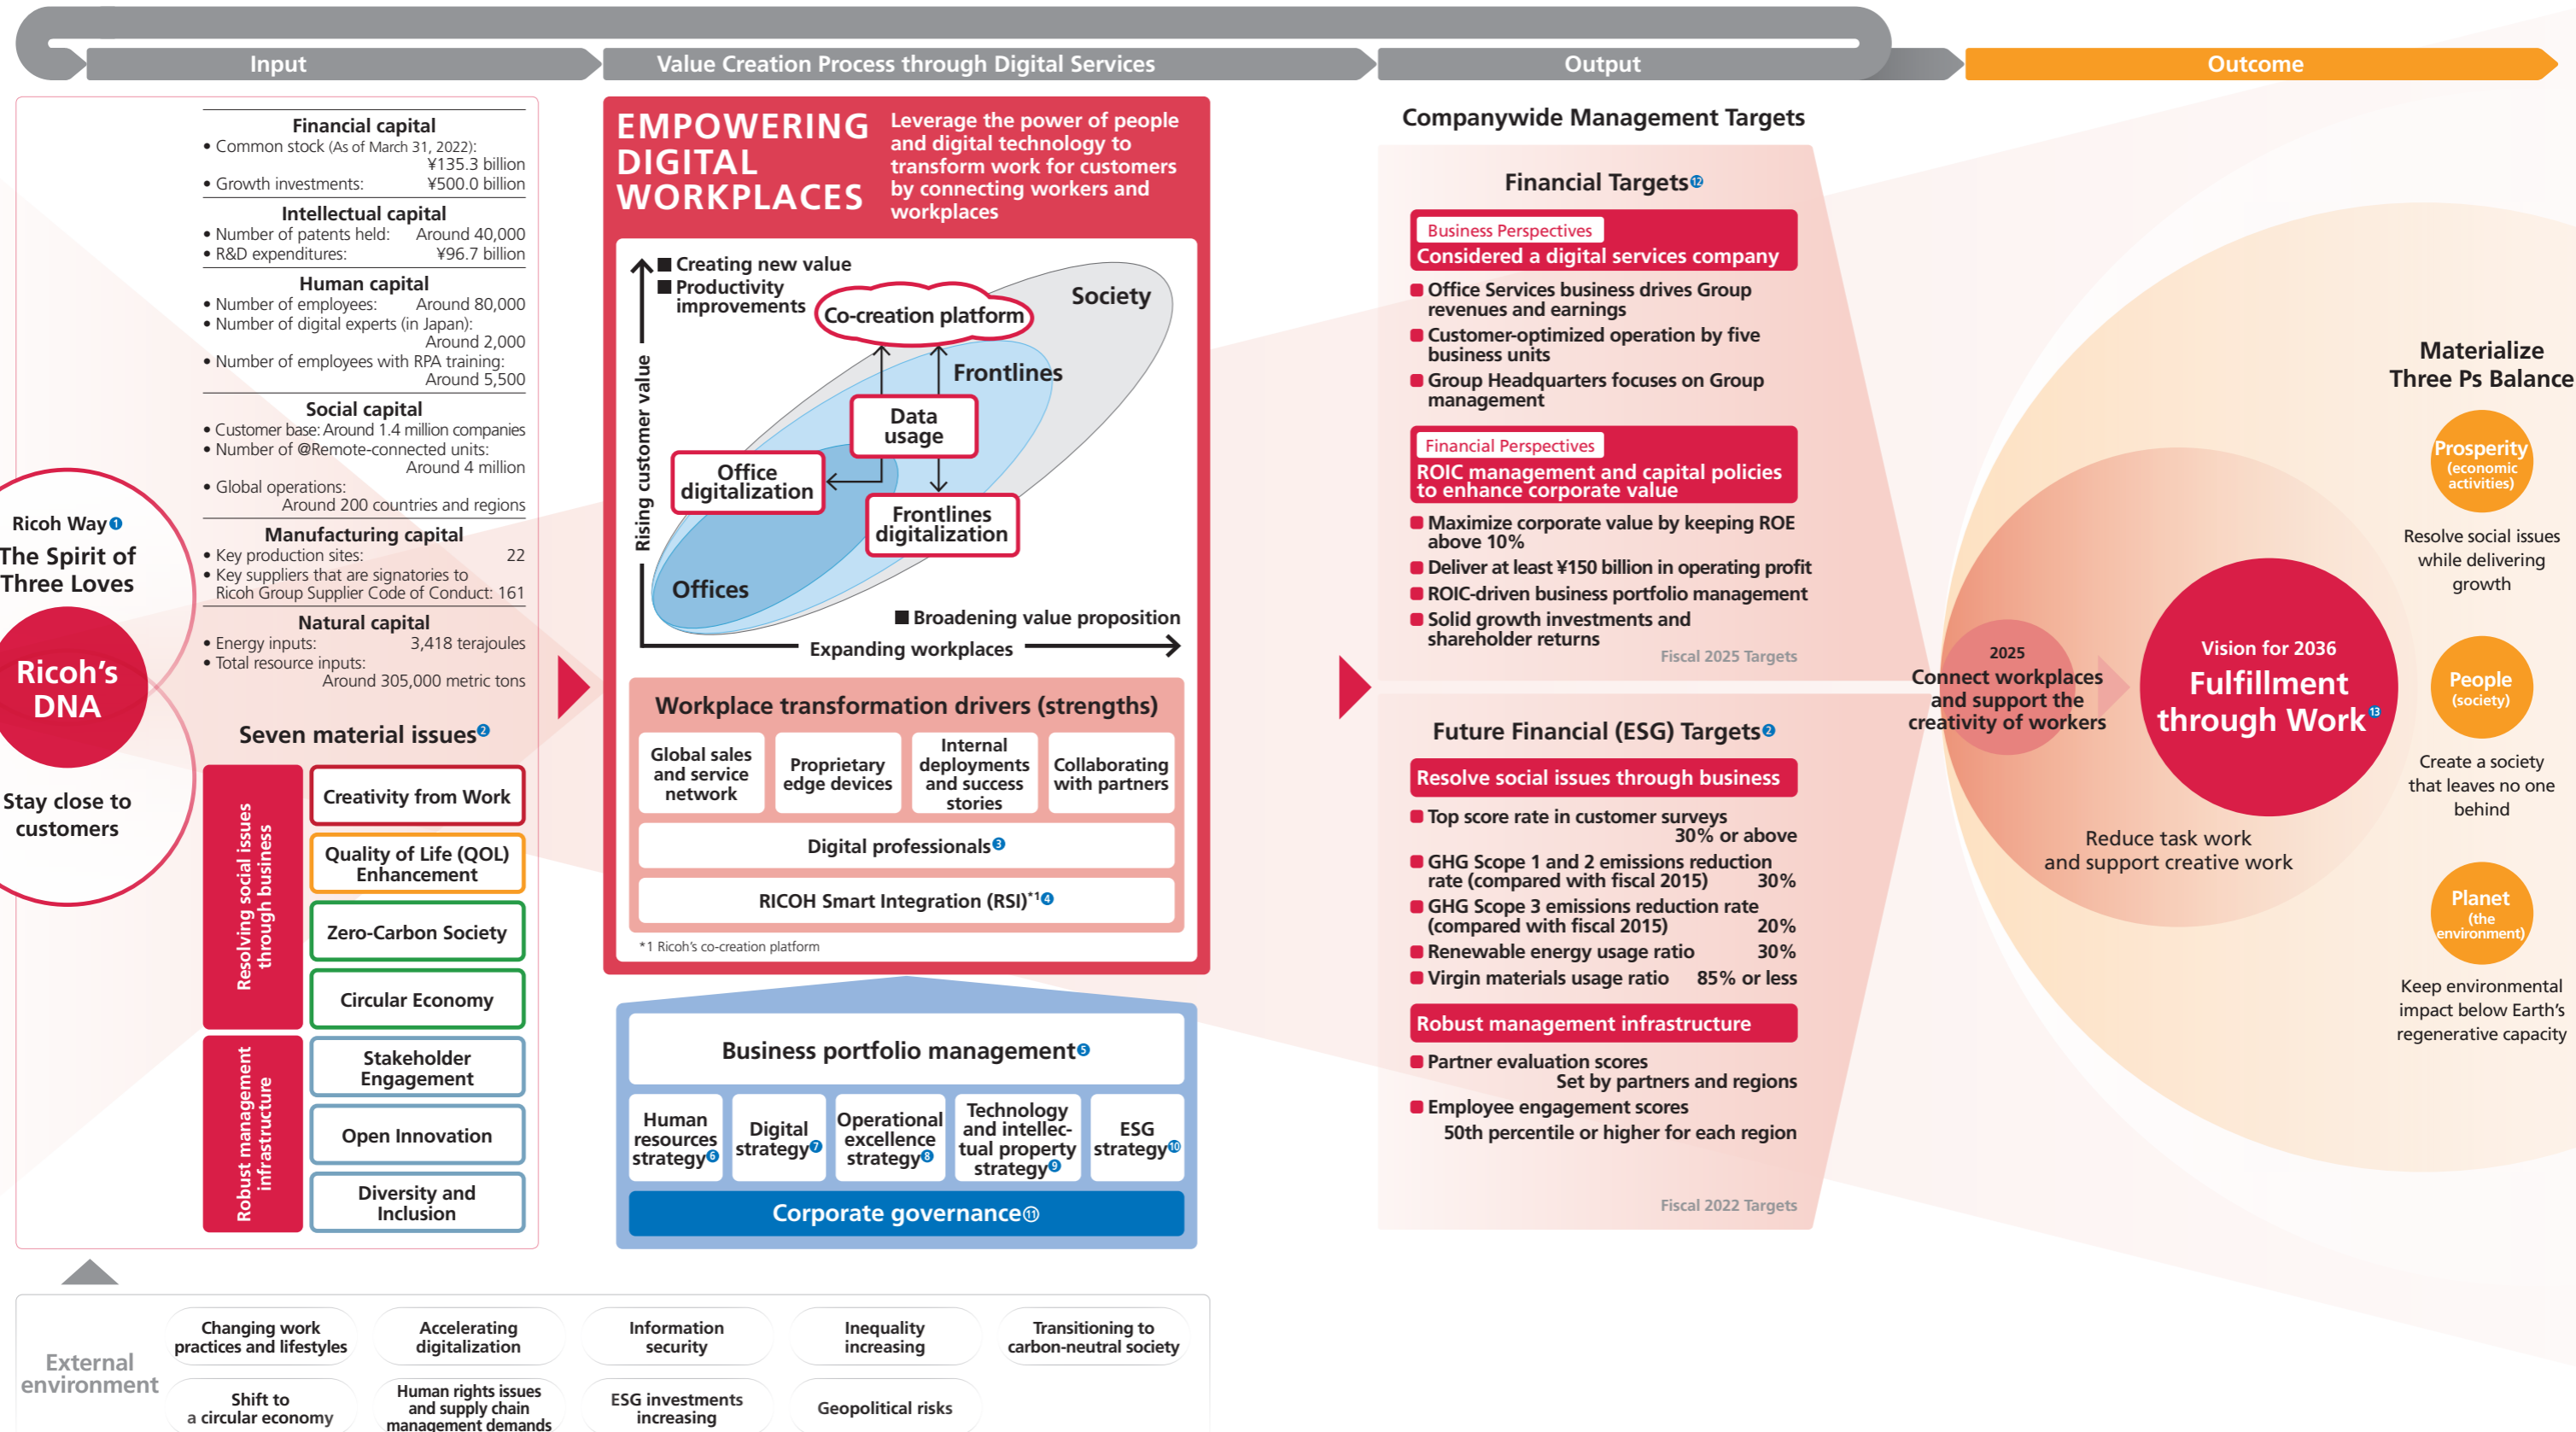 Input
Value Creation Process through Digital Services
Output
Outcome
Ricoh Way 1
The Spirit of
Three Loves
Ricoh's
DNA
Stay close to
customers
Financial capital
• Common stock (As of March 31, 2022):
¥135.3 billion
• Growth investments: ¥500.0 billion
Intellectual capital
• Number of patents held: Around 40,000
• R&D expenditures: ¥96.7 billion
Human capital
• Number of employees: Around 80,000
• Number of digital experts (in Japan):
Around 2,000
• Number of employees with RPA training:
Around 5,500
Social capital
• Customer base: Around 1.4 million companies
• Number of @Remote-connected units:
Around 4 million
• Global operations:
Around 200 countries and regions
Manufacturing capital
• Key production sites: 22
• Key suppliers that are signatories to
Ricoh Group Supplier Code of Conduct: 161
Natural capital
• Energy inputs: 3,418 terajoules
• Total resource inputs:
Around 305,000 metric tons
Seven material issues 2
Resolving social issues
through business
Creativity from Work
Quality of Life (QOL)
Enhancement
Zero-Carbon Society
Circular Economy
Robust management
infrastructure
Stakeholder
Engagement
Open Innovation
Diversity and
Inclusion
EMPOWERING
DIGITAL
WORKPLACES
Leverage the power of people
and digital technology to
transform work for customers
by connecting workers and
workplaces
■ Creating new value
■ Productivity
improvements
Rising customer value
Co-creation platform
Society
Frontlines
Data
usage
Office
digitalization
Frontlines
digitalization
Offices
■ Broadening value proposition
Expanding workplaces
Workplace transformation drivers (strengths)
Global sales
and service
network
Proprietary
edge devices
Internal
deployments
and success
stories
Collaborating
with partners
Digital professionals 3
RICOH Smart Integration (RSI)*1 4
*1 Ricoh's co-creation platform
Business portfolio management 5
Human
resources
strategy 6
Digital
strategy 7
Operational
excellence
strategy 8
Technology
and intellec-
tual property
strategy 9
ESG
strategy 10
Corporate governance 11
Companywide Management Targets
Financial Targets 12
Business Perspectives
Considered a digital services company
Office Services business drives Group
revenues and earnings
Customer-optimized operation by five
business units
Group Headquarters focuses on Group
management
Financial Perspectives
ROIC management and capital policies
to enhance corporate value
Maximize corporate value by keeping ROE
above 10%
Deliver at least ¥150 billion in operating profit
ROIC-driven business portfolio management
Solid growth investments and
shareholder returns
Fiscal 2025 Targets
Future Financial (ESG) Targets 2
Resolve social issues through business
Top score rate in customer surveys
30% or above
GHG Scope 1 and 2 emissions reduction
rate (compared with fiscal 2015) 30%
GHG Scope 3 emissions reduction rate
(compared with fiscal 2015) 20%
Renewable energy usage ratio 30%
Virgin materials usage ratio 85% or less
Robust management infrastructure
Partner evaluation scores
Set by partners and regions
Employee engagement scores
50th percentile or higher for each region
Fiscal 2022 Targets
2025
Connect workplaces
and support the
creativity of workers
Vision for 2036
Fulfillment
through Work 13
Reduce task work
and support creative work
Materialize
Three Ps Balance
Prosperity
(economic
activities)
Resolve social issues
while delivering
growth
People
(society)
Create a society
that leaves no one
behind
Planet
(the
environment)
Keep environmental
impact below Earth's
regenerative capacity
External
environment
Changing work
practices and lifestyles
Accelerating
digitalization
Information
security
Inequality
increasing
Transitioning to
carbon-neutral society
Shift to
a circular economy
Human rights issues
and supply chain
management demands
ESG investments
increasing
Geopolitical risks